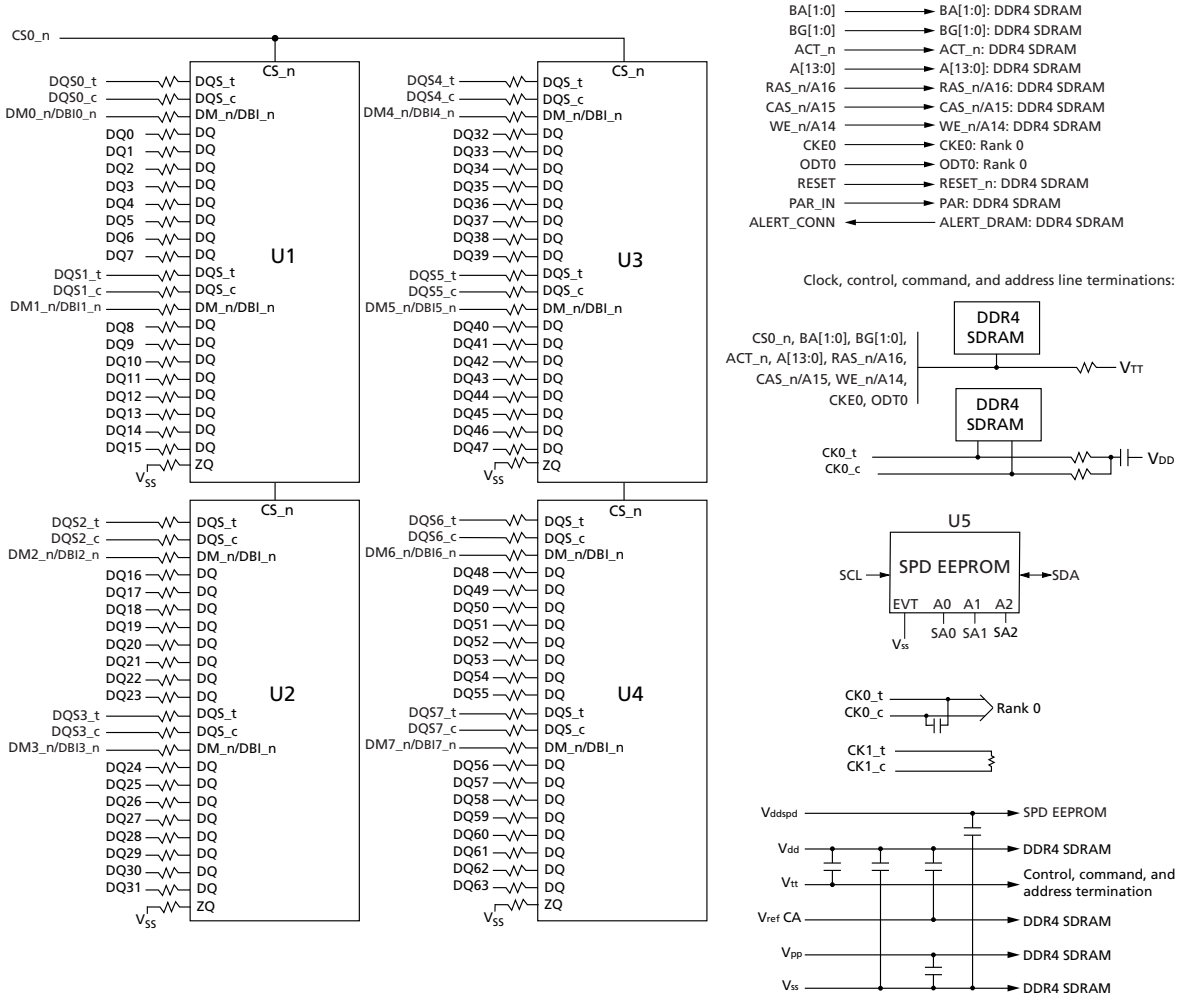 CS0_n
CS_n
DQS0_t DQS_t
DQS0_c DQS_c
DM0_n/DBI0_n DM_n/DBI_n
DQ0 DQ
DQ1 DQ
DQ2 DQ
DQ3 DQ
DQ4 DQ
DQ5 DQ
DQ6 DQ
DQ7 DQ
U1
DQS1_t DQS_t
DQS1_c DQS_c
DM1_n/DBI1_n DM_n/DBI_n
DQ8 DQ
DQ9 DQ
DQ10 DQ
DQ11 DQ
DQ12 DQ
DQ13 DQ
DQ14 DQ
DQ15 DQ
VSS ZQ
CS_n
DQS2_t DQS_t
DQS2_c DQS_c
DM2_n/DBI2_n DM_n/DBI_n
DQ16 DQ
DQ17 DQ
DQ18 DQ
DQ19 DQ
DQ20 DQ
DQ21 DQ
DQ22 DQ
DQ23 DQ
U2
DQS3_t DQS_t
DQS3_c DQS_c
DM3_n/DBI3_n DM_n/DBI_n
DQ24 DQ
DQ25 DQ
DQ26 DQ
DQ27 DQ
DQ28 DQ
DQ29 DQ
DQ30 DQ
DQ31 DQ
VSS ZQ
CS_n
DQS4_t DQS_t
DQS4_c DQS_c
DM4_n/DBI4_n DM_n/DBI_n
DQ32 DQ
DQ33 DQ
DQ34 DQ
DQ35 DQ
DQ36 DQ
DQ37 DQ
DQ38 DQ
DQ39 DQ
U3
DQS5_t DQS_t
DQS5_c DQS_c
DM5_n/DBI5_n DM_n/DBI_n
DQ40 DQ
DQ41 DQ
DQ42 DQ
DQ43 DQ
DQ44 DQ
DQ45 DQ
DQ46 DQ
DQ47 DQ
VSS ZQ
CS_n
DQS6_t DQS_t
DQS6_c DQS_c
DM6_n/DBI6_n DM_n/DBI_n
DQ48 DQ
DQ49 DQ
DQ50 DQ
DQ51 DQ
DQ52 DQ
DQ53 DQ
DQ54 DQ
DQ55 DQ
U4
DQS7_t DQS_t
DQS7_c DQS_c
DM7_n/DBI7_n DM_n/DBI_n
DQ56 DQ
DQ57 DQ
DQ58 DQ
DQ59 DQ
DQ60 DQ
DQ61 DQ
DQ62 DQ
DQ63 DQ
VSS ZQ
BA[1:0] BA[1:0]: DDR4 SDRAM
BG[1:0] BG[1:0]: DDR4 SDRAM
ACT_n ACT_n: DDR4 SDRAM
A[13:0] A[13:0]: DDR4 SDRAM
RAS_n/A16 RAS_n/A16: DDR4 SDRAM
CAS_n/A15 CAS_n/A15: DDR4 SDRAM
WE_n/A14 WE_n/A14: DDR4 SDRAM
CKE0 CKE0: Rank 0
ODT0 ODT0: Rank 0
RESET RESET_n: DDR4 SDRAM
PAR_IN PAR: DDR4 SDRAM
ALERT_CONN ALERT_DRAM: DDR4 SDRAM
Clock, control, command, and address line terminations:
DDR4
SDRAM
CS0_n, BA[1:0], BG[1:0],
ACT_n, A[13:0], RAS_n/A16,
CAS_n/A15, WE_n/A14,
CKE0, ODT0
VTT
DDR4
SDRAM
CK0_t
CK0_c
VDD
U5
SPD EEPROM
SCL SDA
EVT A0 A1 A2
Vss SA0 SA1 SA2
CK0_t
CK0_c
Rank 0
CK1_t
CK1_c
Vddspd SPD EEPROM
Vdd DDR4 SDRAM
Vtt Control, command, and
address termination
Vref CA DDR4 SDRAM
Vpp DDR4 SDRAM
Vss DDR4 SDRAM